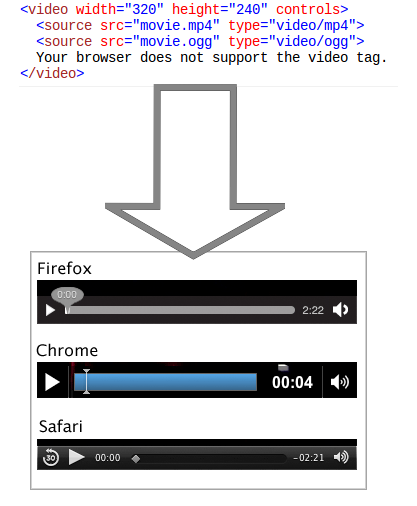 <video width="320" height="240" controls>
<source src="movie.mp4" type="video/mp4">
<source src="movie.ogg" type="video/ogg">
Your browser does not support the video tag.
</video>
Firefox
0:00
2:22
Chrome
00:04
Safari
30 00:00 -02:21